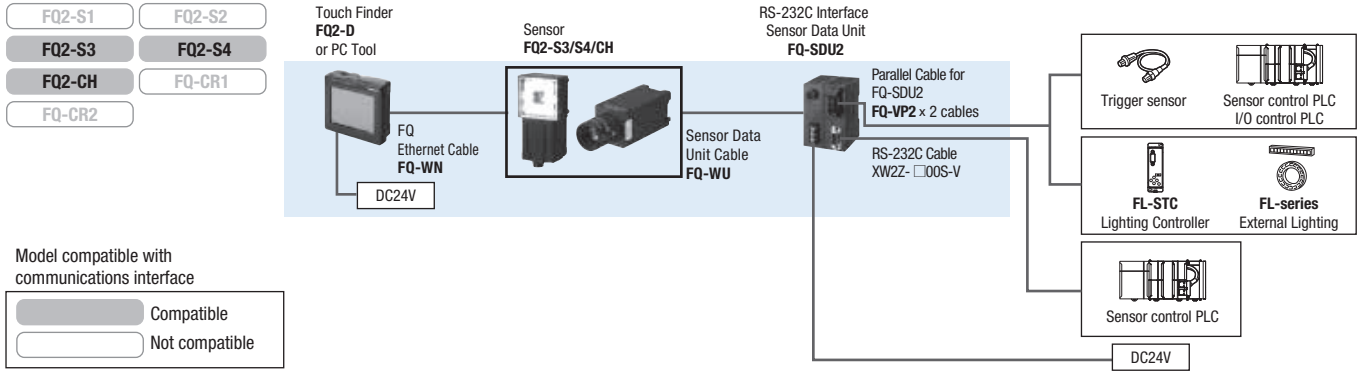 FQ2-S1 FQ2-S2
FQ2-S3 FQ2-S4
FQ2-CH FQ-CR1
FQ-CR2
Model compatible with
communications interface
Compatible
Not compatible
Touch Finder
FQ2-D
or PC Tool
FQ
Ethernet Cable
FQ-WN
DC24V
Sensor
FQ2-S3/S4/CH
Sensor Data
Unit Cable
FQ-WU
RS-232C Interface
Sensor Data Unit
FQ-SDU2
Parallel Cable for
FQ-SDU2
FQ-VP2 x 2 cables
RS-232C Cable
XW2Z- □00S-V
Trigger sensor
Sensor control PLC
I/O control PLC
FL-STC
Lighting Controller
FL-series
External Lighting
Sensor control PLC
DC24V